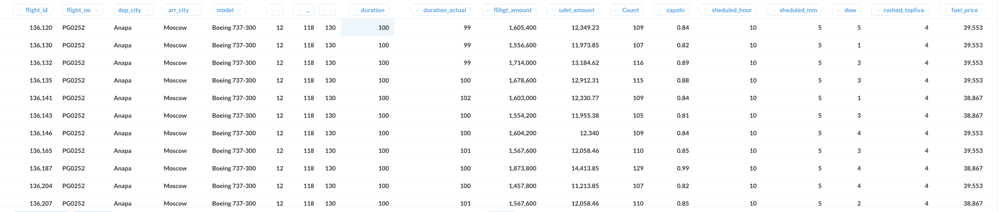 flight_id flight_no dep_city arr_city model . ... . duration duration_actual flihgt_amount udel_amount Count zapoln sheduled_hour sheduled_min dow rashod_topliva fuel_price
136,120 PG0252 Anapa Moscow Boeing 737-300 12 118 130 100 99 1,605,400 12,349.23 109 0.84 10 5 5 4 39,553
136,130 PG0252 Anapa Moscow Boeing 737-300 12 118 130 100 99 1,556,600 11,973.85 107 0.82 10 5 1 4 39,553
136,132 PG0252 Anapa Moscow Boeing 737-300 12 118 130 100 99 1,714,000 13,184.62 116 0.89 10 5 3 4 39,553
136,135 PG0252 Anapa Moscow Boeing 737-300 12 118 130 100 100 1,678,600 12,912.31 115 0.88 10 5 3 4 39,553
136,141 PG0252 Anapa Moscow Boeing 737-300 12 118 130 100 102 1,603,000 12,330.77 109 0.84 10 5 1 4 38,867
136,143 PG0252 Anapa Moscow Boeing 737-300 12 118 130 100 100 1,554,200 11,955.38 105 0.81 10 5 3 4 38,867
136,146 PG0252 Anapa Moscow Boeing 737-300 12 118 130 100 100 1,604,200 12,340 109 0.84 10 5 4 4 39,553
136,165 PG0252 Anapa Moscow Boeing 737-300 12 118 130 100 101 1,567,600 12,058.46 110 0.85 10 5 3 4 39,553
136,187 PG0252 Anapa Moscow Boeing 737-300 12 118 130 100 100 1,873,800 14,413.85 129 0.99 10 5 4 4 38,867
136,204 PG0252 Anapa Moscow Boeing 737-300 12 118 130 100 100 1,457,800 11,213.85 107 0.82 10 5 4 4 39,553
136,207 PG0252 Anapa Moscow Boeing 737-300 12 118 130 100 101 1,567,600 12,058.46 110 0.85 10 5 2 4 38,867